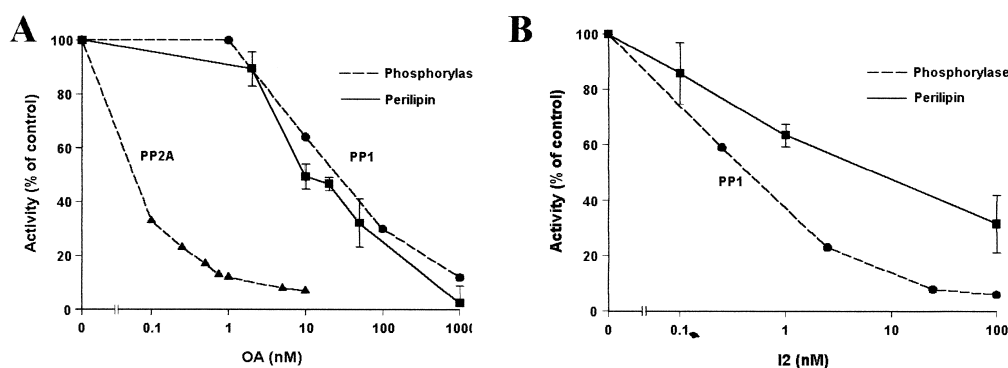 A
Activity (% of control)
100
80
60
40
20
0
PP2A
PP1
Phosphorylas
Perilipin
0 0.1 1 10 100 1000
OA (nM)
B
Activity (% of control)
100
80
60
40
20
0
PP1
Phosphorylase
Perilipin
0 0.1 1 10 100
I2 (nM)